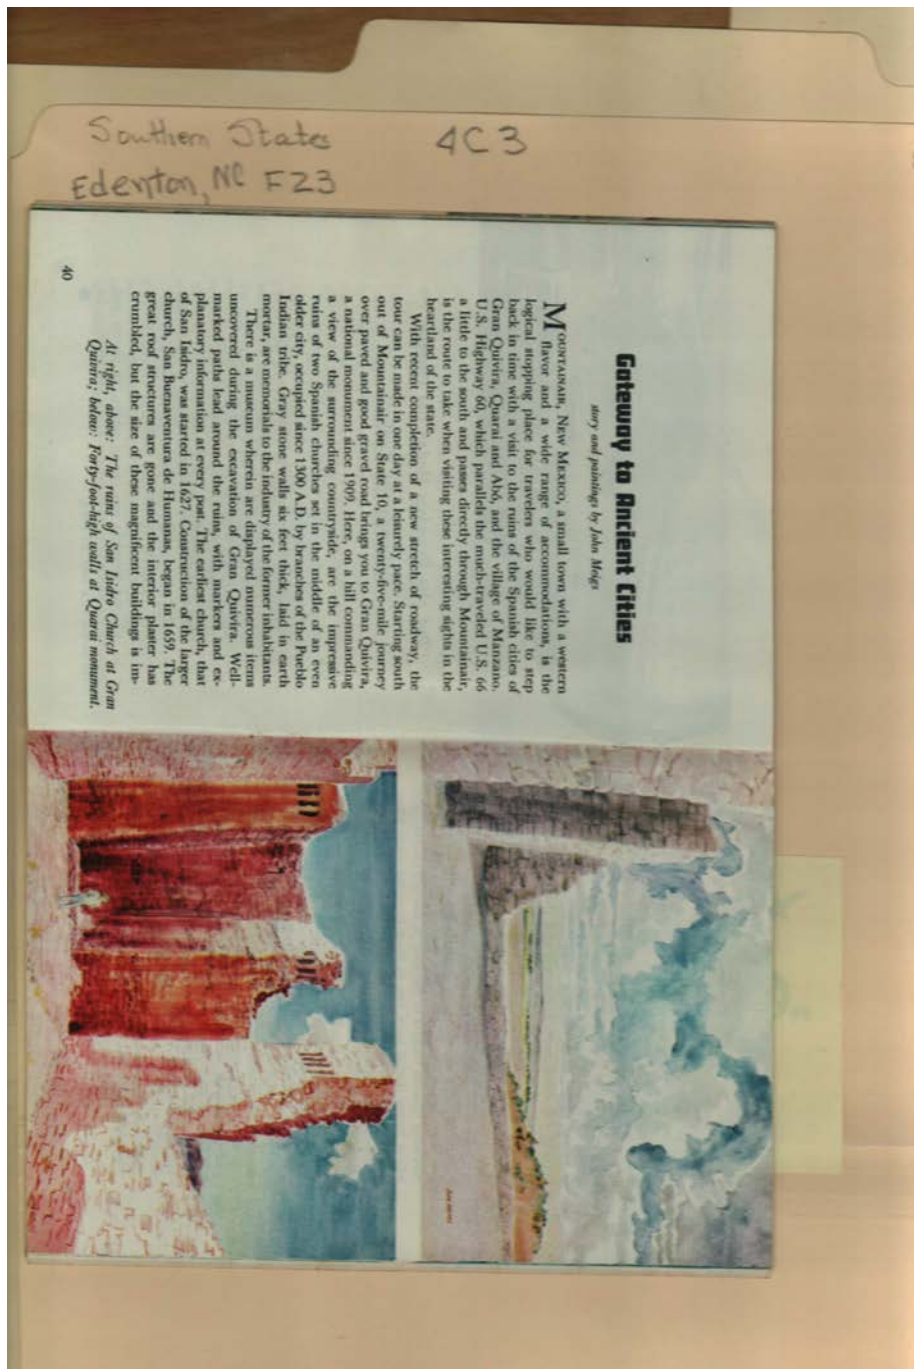 Southern States 4C3
Edenton, NC F23
Gateway to Ancient Cities
story and paintings by John Meigs
MOUNTAINAIR, NEW MEXICO, a small town with a western
flavor and a wide range of accommodations, is the
logical stopping place for travelers who would like to step
back in time with a visit to the ruins of the Spanish cities of
Gran Quivira, Quarai and Abó, and the village of Manzano.
U.S. Highway 60, which parallels the much-traveled U.S. 66
a little to the south and passes directly through Mountainair,
is the route to take when visiting these interesting sights in the
heartland of the state.
With recent completion of a new stretch of roadway, the
tour can be made in one day at a leisurely pace. Starting south
out of Mountainair on State 10, a twenty-five-mile journey
over paved and good gravel road brings you to Gran Quivira,
a national monument since 1909. Here, on a hill commanding
a view of the surrounding countryside, are the impressive
ruins of two Spanish churches set in the middle of an even
older city, occupied since 1300 A.D. by branches of the Pueblo
Indian tribe. Gray stone walls six feet thick, laid in earth
mortar, are memorials to the industry of the former inhabitants.
There is a museum wherein are displayed numerous items
uncovered during the excavation of Gran Quivira. Well-
marked paths lead around the ruins, with markers and ex-
planatory information at every post. The earliest church, that
of San Isidro, was started in 1627. Construction of the larger
church, San Buenaventura de Humanas, began in 1659. The
great roof structures are gone and the interior plaster has
crumbled, but the size of these magnificent buildings is im-
At right, above: The ruins of San Isidro Church at Gran
Quivira; below: Forty-foot-high walls at Quarai monument.
40